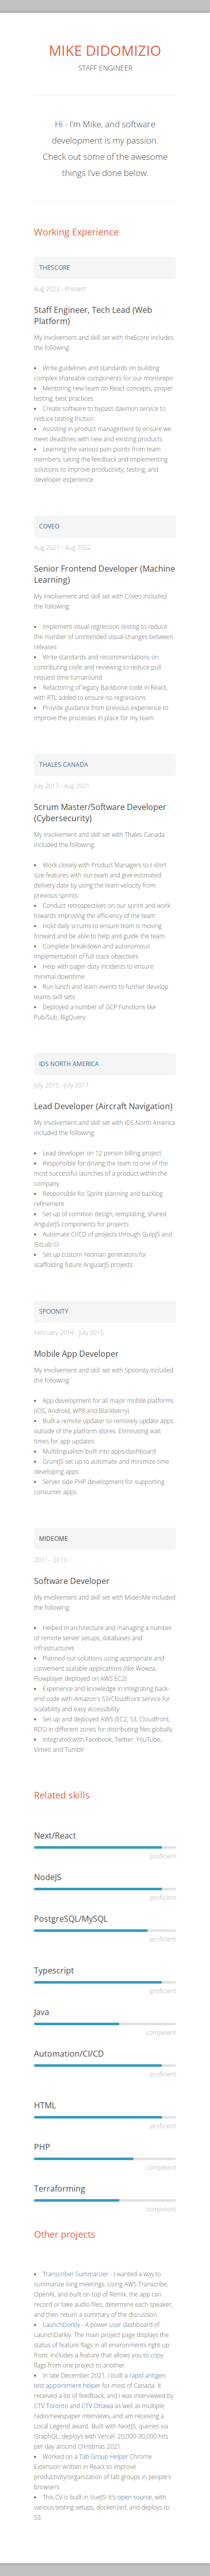 MIKE DIDOMIZIO
STAFF ENGINEER
Hi - I'm Mike, and software
development is my passion.
Check out some of the awesome
things I've done below.
Working Experience
THESCORE
Aug 2022 - Present
Staff Engineer, Tech Lead (Web
Platform)
My involvement and skill set with theScore includes
the following:
• Write guidelines and standards on building
complex shareable components for our monorepo
• Mentoring new team on React concepts, proper
testing, best practices
• Create software to bypass daemon service to
reduce testing friction
• Assisting in product management to ensure we
meet deadlines with new and existing products
• Learning the various pain points from team
members, taking the feedback and implementing
solutions to improve productivity, testing, and
developer experience
COVEO
Aug 2021 - Aug 2022
Senior Frontend Developer (Machine
Learning)
My involvement and skill set with Coveo included
the following:
• Implement visual regression testing to reduce
the number of unintended visual changes between
releases
• Write standards and recommendations on
contributing code and reviewing to reduce pull
request time turnaround
• Refactoring of legacy Backbone code in React,
with RTL added to ensure no regressions
• Provide guidance from previous experience to
improve the processes in place for my team
THALES CANADA
July 2017 - Aug 2021
Scrum Master/Software Developer
(Cybersecurity)
My involvement and skill set with Thales Canada
included the following:
• Work closely with Product Managers to t-shirt
size features with our team and give estimated
delivery date by using the team velocity from
previous sprints
• Conduct retrospectives on our sprint and work
towards improving the efficiency of the team
• Hold daily scrums to ensure team is moving
forward and be able to help and guide the team
• Complete breakdown and autonomous
implementation of full stack objectives
• Help with pager duty incidents to ensure
minimal downtime
• Run lunch and learn events to further develop
teams skill sets
• Deployed a number of GCP Functions like
Pub/Sub, BigQuery
IDS NORTH AMERICA
July 2015 - July 2017
Lead Developer (Aircraft Navigation)
My involvement and skill set with IDS North America
included the following:
• Lead developer on 12 person billing project
• Responsible for driving the team to one of the
most successful launches of a product within the
company
• Responsible for Sprint planning and backlog
refinement
• Set up of common design, templating, shared
AngularJS components for projects
• Automate CI/CD of projects through GulpJS and
GitLab CI
• Set up custom Yeoman generators for
scaffolding future AngularJS projects
SPOONITY
February 2014 - July 2015
Mobile App Developer
My involvement and skill set with Spoonity included
the following:
• App development for all major mobile platforms
(iOS, Android, WP8 and Blackberry)
• Built a remote updater to remotely update apps
outside of the platform stores. Eliminating wait
times for app updates
• Multilingualism built into apps/dashboard
• GruntJS set up to automate and minimize time
developing apps
• Server side PHP development for supporting
consumer apps
MIDEOME
2011 - 2013
Software Developer
My involvement and skill set with MideoMe included
the following:
• Helped in architecture and managing a number
of remote server setups, databases and
infrastructures
• Planned out solutions using appropriate and
convenient scalable applications (like Wowza,
Flowplayer deployed on AWS EC2)
• Experience and knowledge in integrating back-
end code with Amazon's S3/Cloudfront service for
scalability and easy accessibility
• Set up and deployed AWS (EC2, S3, Cloudfront,
RDS) in different zones for distributing files globally
• Integrated with Facebook, Twitter, YouTube,
Vimeo and Tumblr
Related skills
Next/React
proficient
NodeJS
proficient
PostgreSQL/MySQL
proficient
Typescript
proficient
Java
competent
Automation/CI/CD
proficient
HTML
proficient
PHP
competent
Terraforming
competent
Other projects
• Transcriber Summarizer - I wanted a way to
summarize long meetings. Using AWS Transcribe,
OpenAI, and built on top of Remix, the app can
record or take audio files, determine each speaker,
and then return a summary of the discussion.
• LaunchDorkly - A power user dashboard of
LaunchDarkly. The main project page displays the
status of feature flags in all environments right up
front. Includes a feature that allows you to copy
flags from one project to another.
• In late December 2021, I built a rapid antigen
test appointment helper for most of Canada. It
received a lot of feedback, and I was interviewed by
CTV Toronto and CTV Ottawa as well as multiple
radio/newspaper interviews, and am receiving a
Local Legend award. Built with NextJS, queries via
GraphQL, deploys with Vercel. 20,000-30,000 hits
per day around Christmas 2021.
• Worked on a Tab Group Helper Chrome
Extension written in React to improve
productivity/organization of tab groups in people's
browsers.
• This CV is built in VueJS! It's open source, with
various testing setups, dockerized, and deploys to
S3.